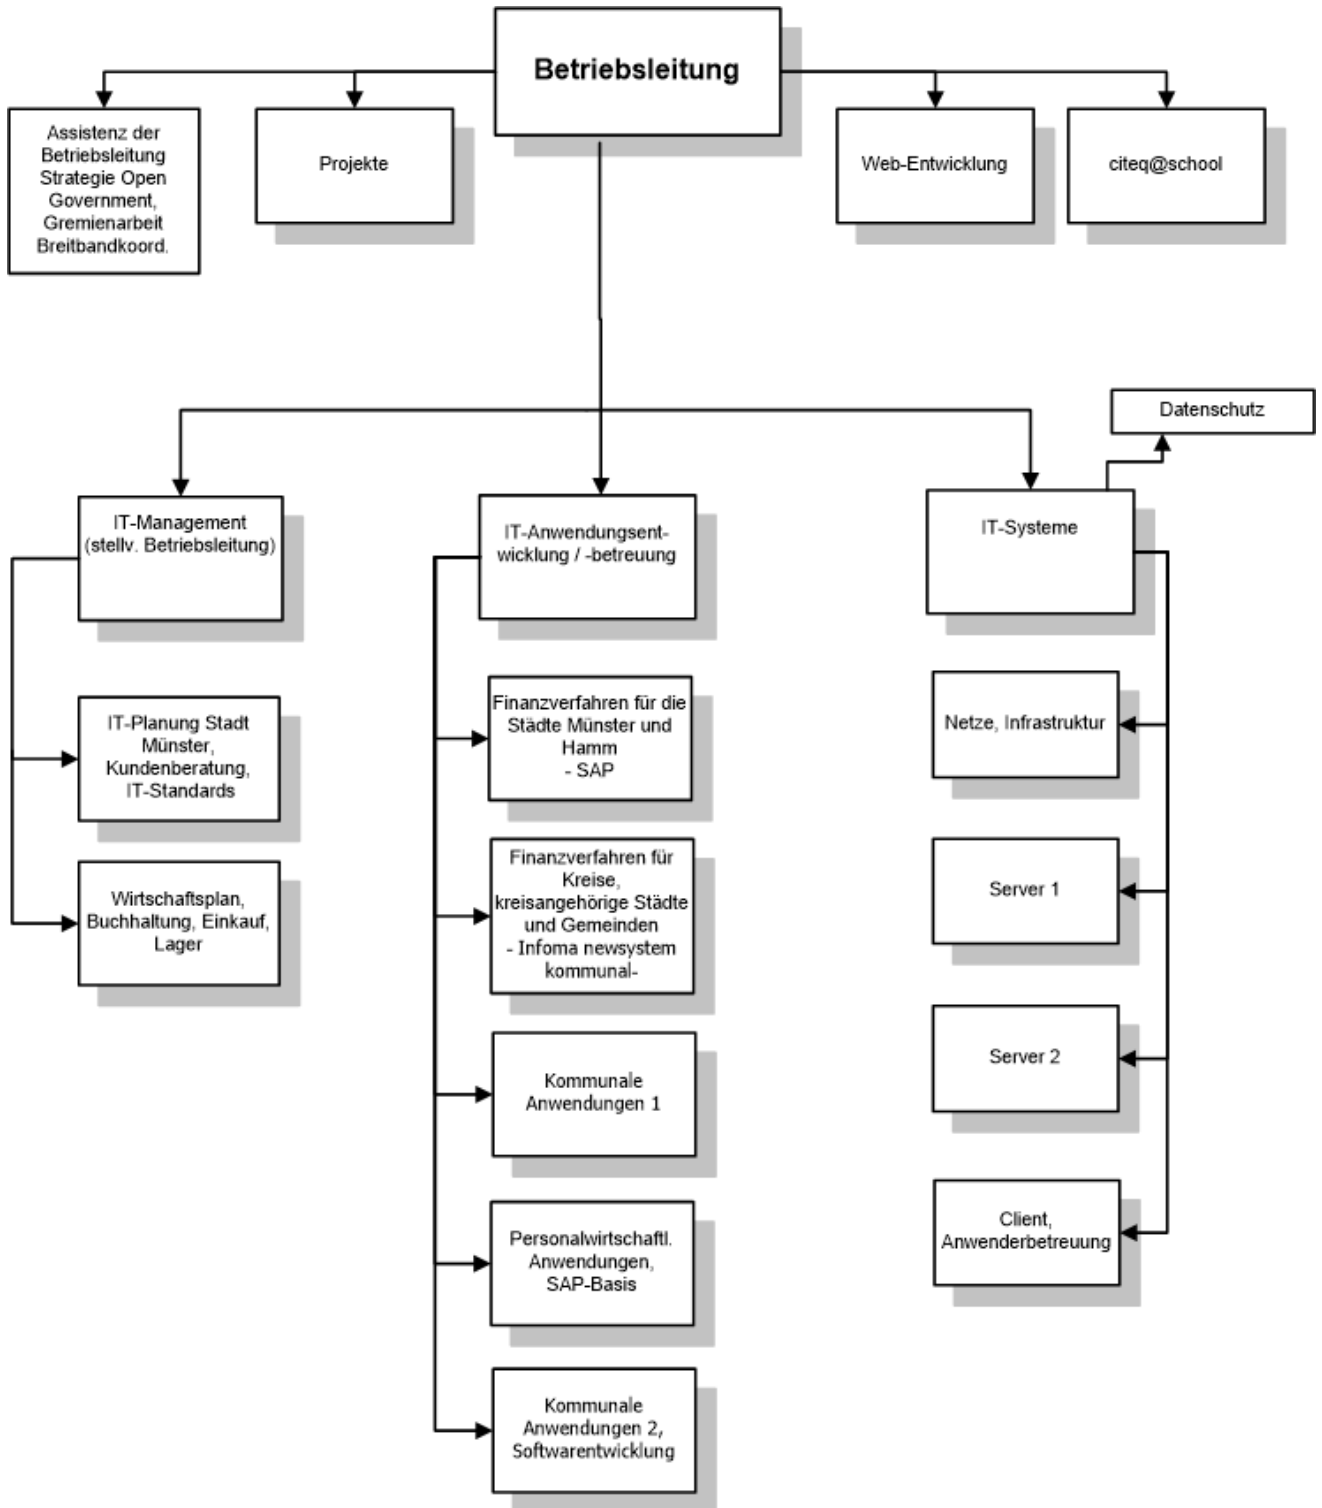 Betriebsleitung
Assistenz der
Betriebsleitung
Strategie Open
Government,
Gremienarbeit
Breitbandkoord.
Projekte
Web-Entwicklung
citeq@school
Datenschutz
IT-Management
(stellv. Betriebsleitung)
IT-Planung Stadt
Münster,
Kundenberatung,
IT-Standards
Wirtschaftsplan,
Buchhaltung, Einkauf,
Lager
IT-Anwendungsent-
wicklung / -betreuung
Finanzverfahren für die
Städte Münster und
Hamm
- SAP
Finanzverfahren für
Kreise,
kreisangehörige Städte
und Gemeinden
- Infoma newsystem
kommunal-
Kommunale
Anwendungen 1
Personalwirtschaftl.
Anwendungen,
SAP-Basis
Kommunale
Anwendungen 2,
Softwarentwicklung
IT-Systeme
Netze, Infrastruktur
Server 1
Server 2
Client,
Anwenderbetreuung